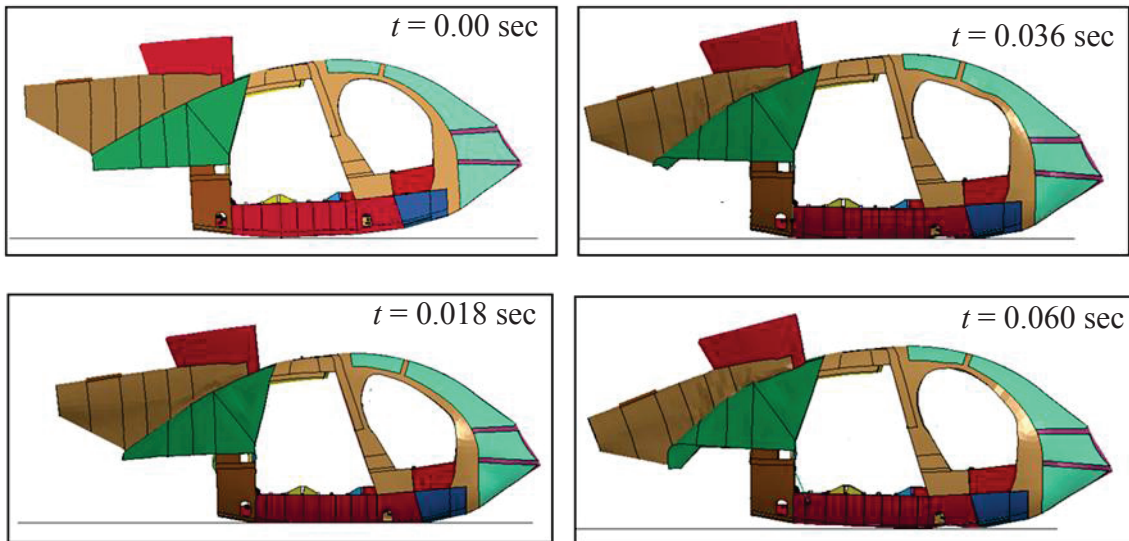 t = 0.00 sec
t = 0.036 sec
t = 0.018 sec
t = 0.060 sec